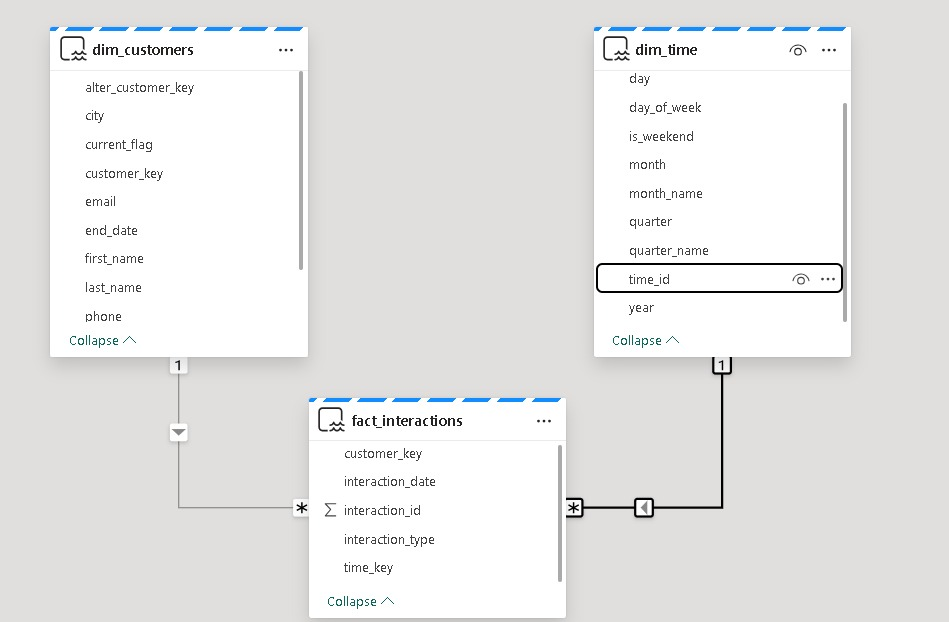 dim_customers
alter_customer_key
city
current_flag
customer_key
email
end_date
first_name
last_name
phone
Collapse
1
dim_time
day
day_of_week
is_weekend
month
month_name
quarter
quarter_name
time_id
year
Collapse
1
fact_interactions
customer_key
interaction_date
∑ interaction_id
interaction_type
time_key
Collapse
*
*